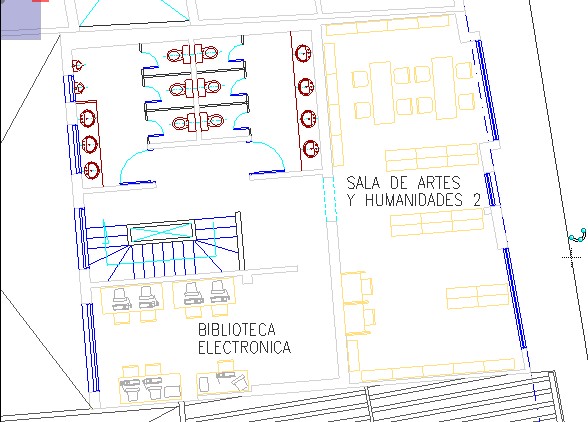 SALA DE ARTES
Y HUMANIDADES 2
BIBLIOTECA
ELECTRONICA